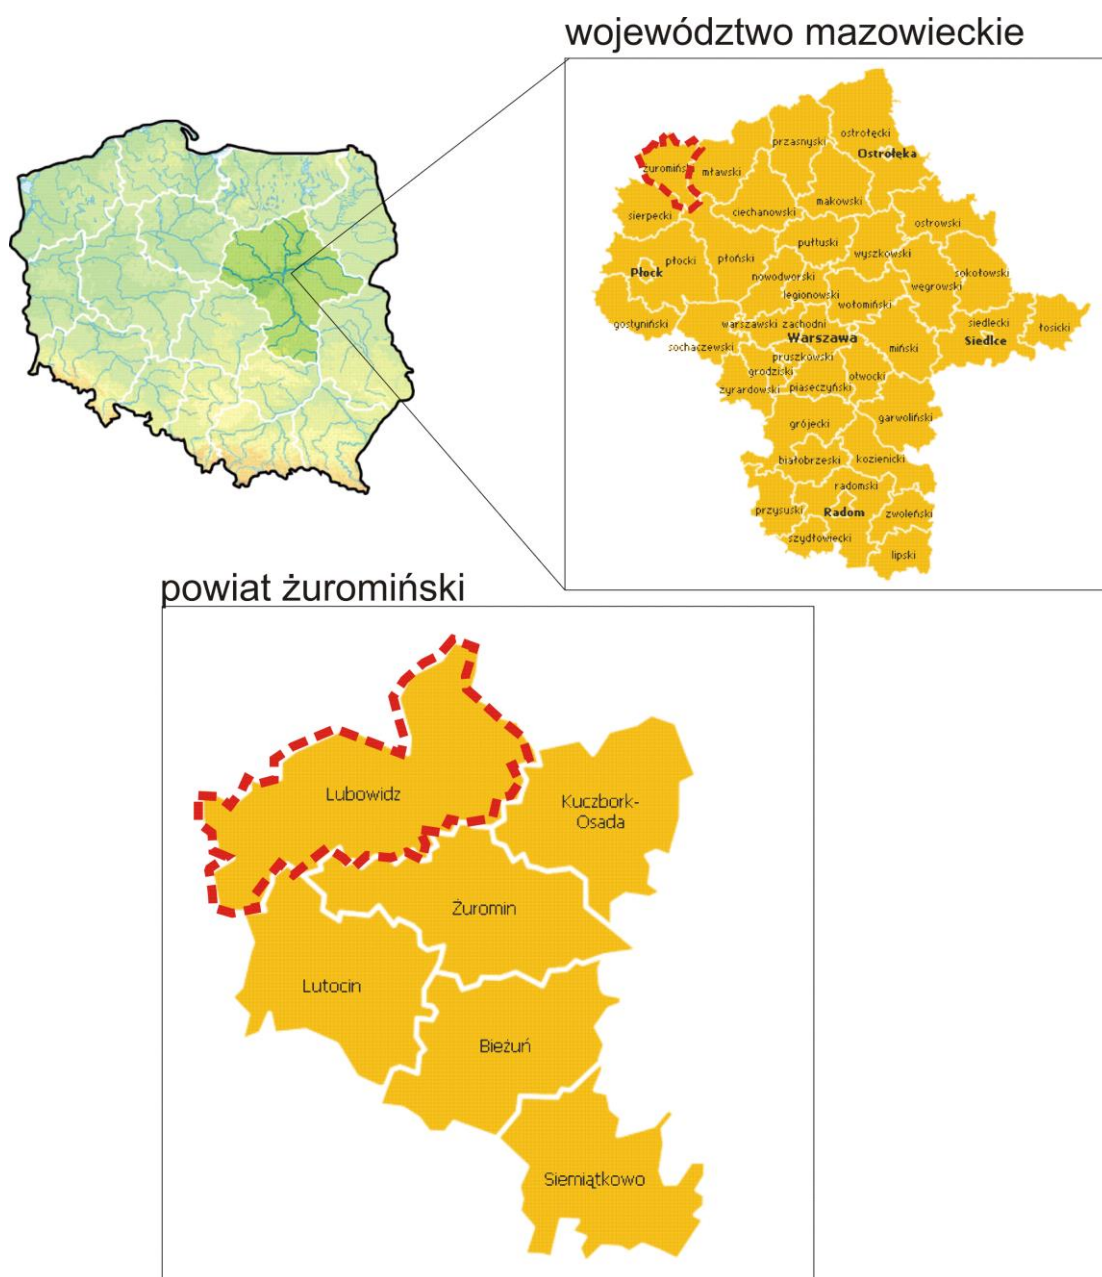 województwo mazowieckie
ostrołęcki
przasnyski
Ostrołęka
żuromiński
mławski
makowski
sierpecki
ciechanowski
ostrowski
pułtuski
płocki
płoński
wyszkowski
Płock
nowodworski
sokołowski
węgrowski
legionowski
wołomiński
gostyniński
warszawski zachodni
siedlecki
łosicki
Warszawa
Siedlce
sochaczewski
miński
pruszkowski
grodziski
otwocki
żyrardowski
piaseczyński
garwoliński
grójecki
białobrzeski
kozienicki
radomski
przysuski
Radom
zwoleński
szydłowiecki
lipski
powiat żuromiński
Lubowidz
Kuczbork-
Osada
Żuromin
Lutocin
Bieżuń
Siemiątkowo